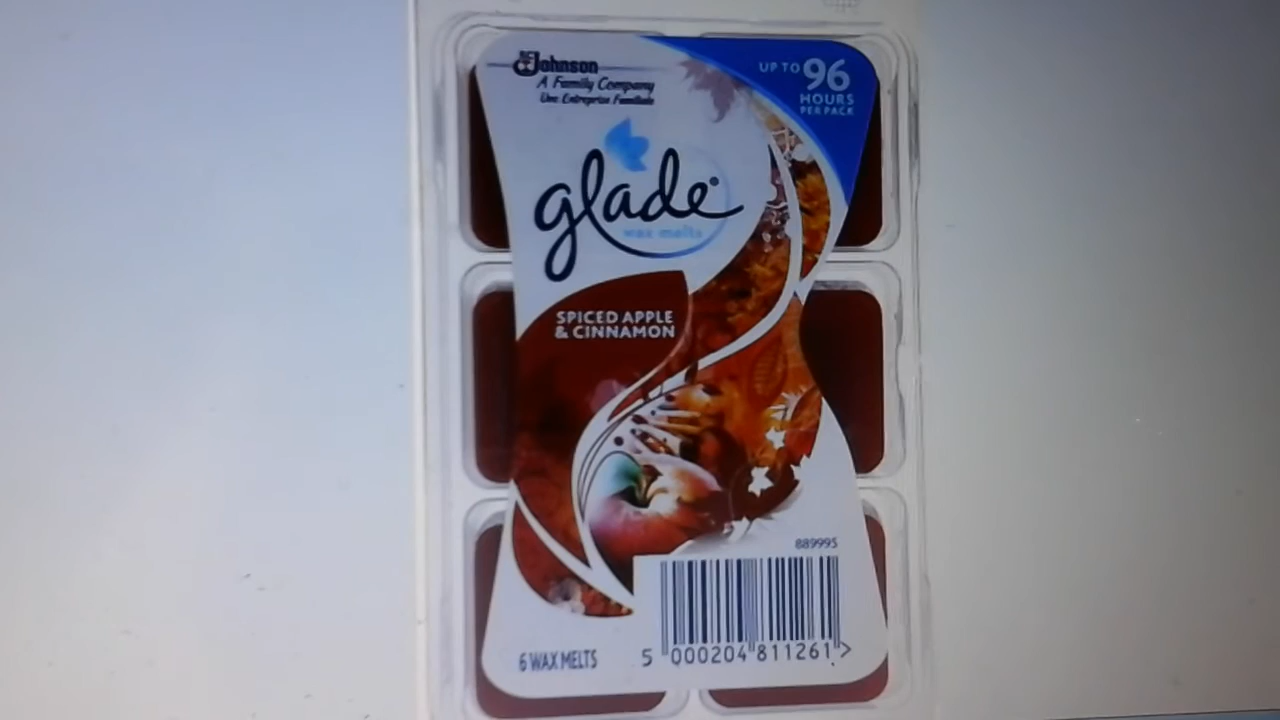 SC Johnson
A Family Company
Une Entreprise Familiale
UP TO 96
HOURS
PER PACK
glade
wax melts
SPICED APPLE
& CINNAMON
889995
6 WAX MELTS
5 000204 811261 >